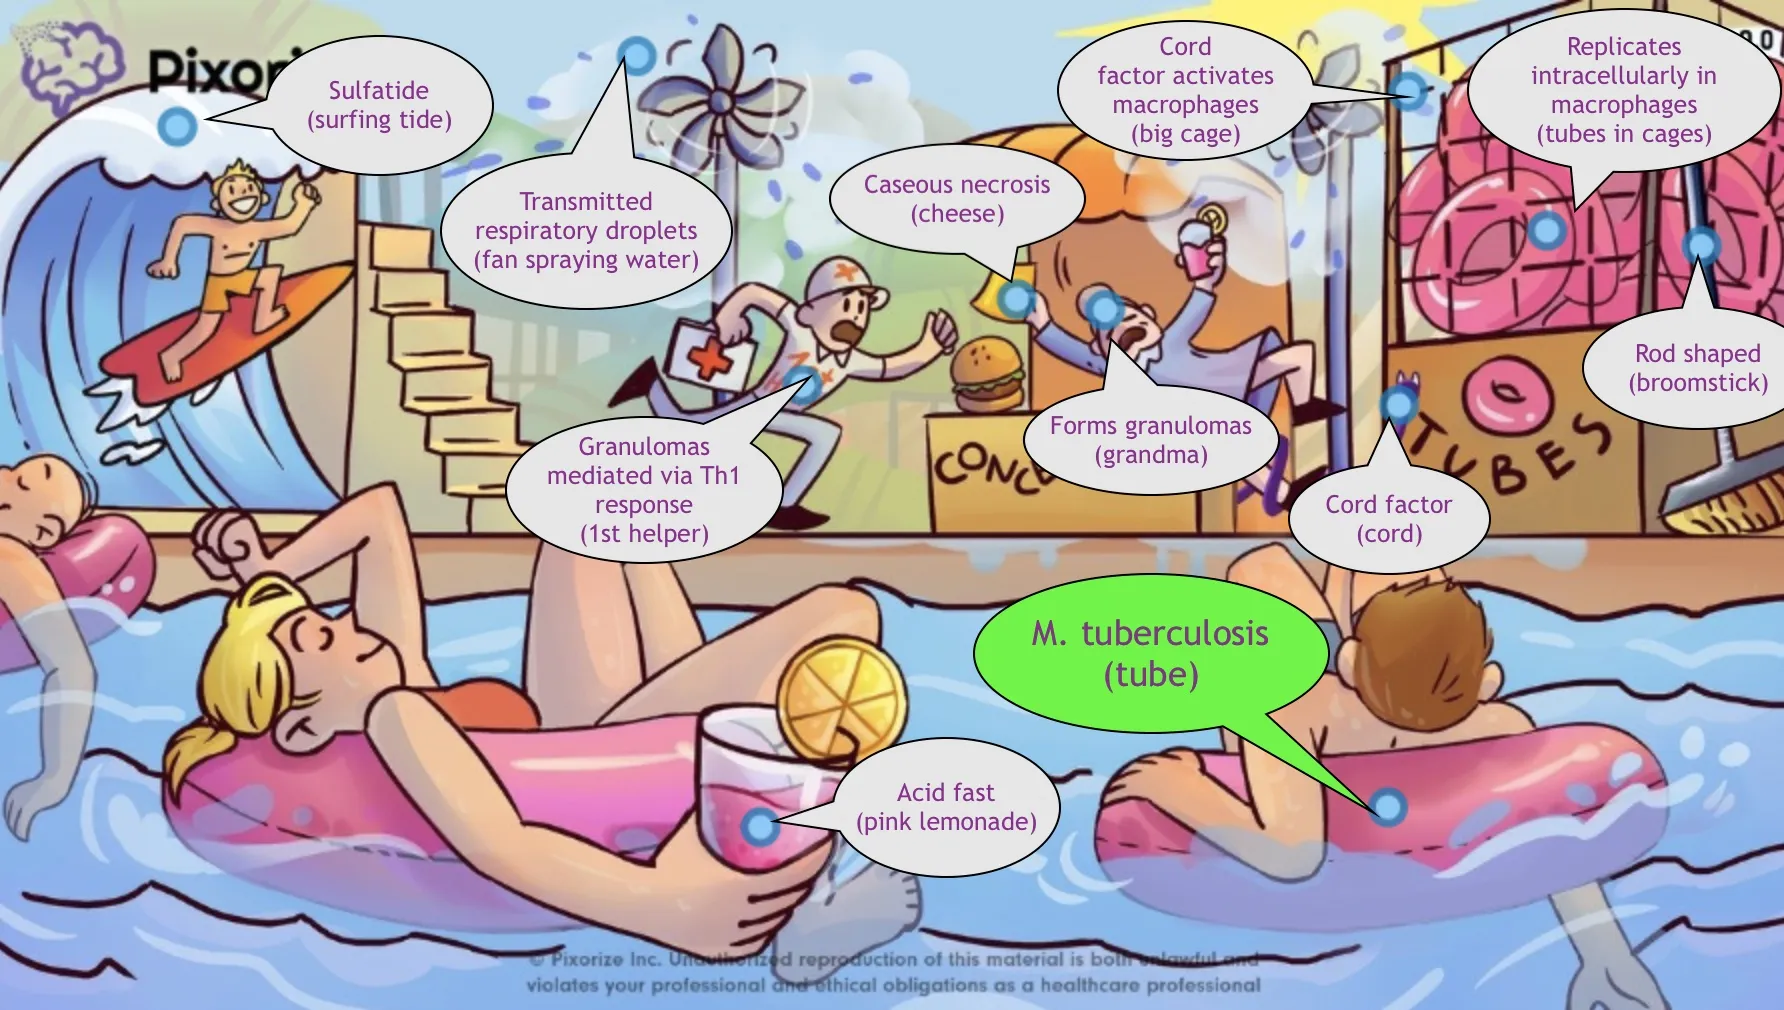 Pixori
Sulfatide
(surfing tide)
Transmitted
respiratory droplets
(fan spraying water)
Caseous necrosis
(cheese)
Cord
factor activates
macrophages
(big cage)
Replicates
intracellularly in
macrophages
(tubes in cages)
Rod shaped
(broomstick)
Granulomas
mediated via Th1
response
(1st helper)
Forms granulomas
(grandma)
CONCE
TUBES
Cord factor
(cord)
M. tuberculosis
(tube)
Acid fast
(pink lemonade)
© Pixorize Inc. Unauthorized reproduction of this material is both unlawful and
violates your professional and ethical obligations as a healthcare professional